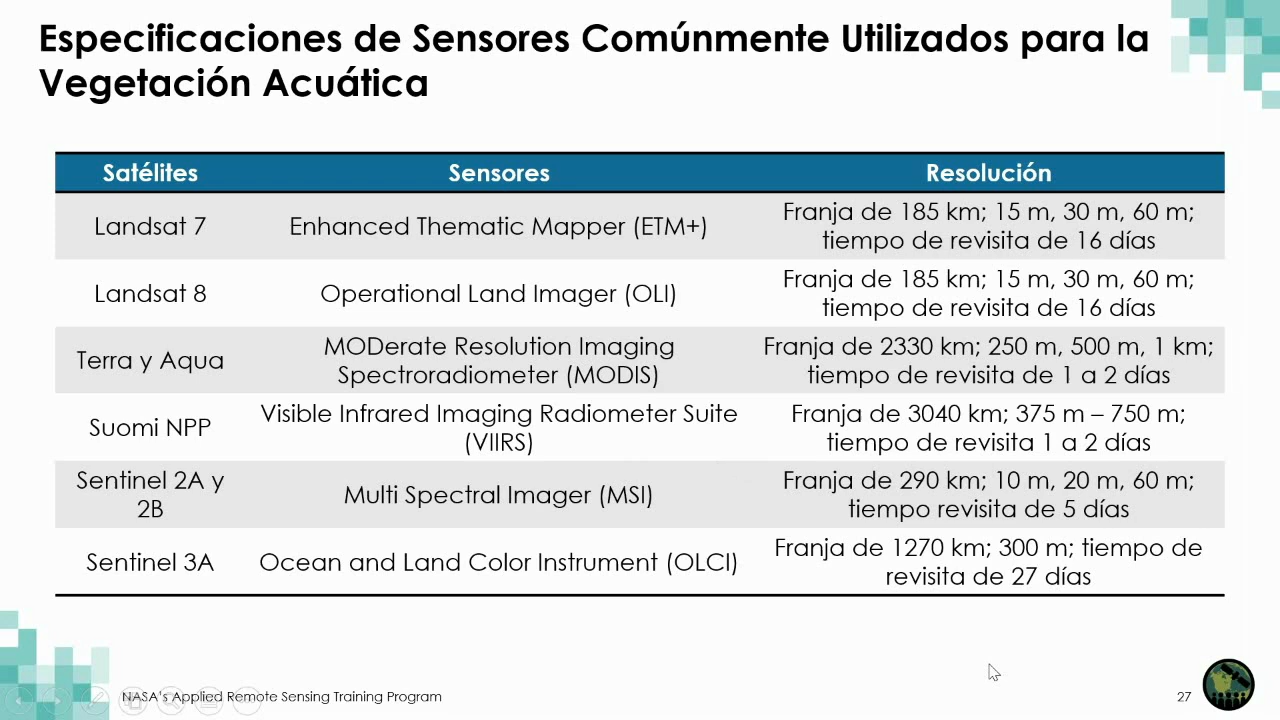 Especificaciones de Sensores Comúnmente Utilizados para la
Vegetación Acuática
Satélites Sensores Resolución
Landsat 7 Enhanced Thematic Mapper (ETM+) Franja de 185 km; 15 m, 30 m, 60 m;
tiempo de revisita de 16 días
Landsat 8 Operational Land Imager (OLI) Franja de 185 km; 15 m, 30 m, 60 m;
tiempo de revisita de 16 días
Terra y Aqua MODerate Resolution Imaging Franja de 2330 km; 250 m, 500 m, 1 km;
Spectroradiometer (MODIS) tiempo de revisita de 1 a 2 días
Suomi NPP Visible Infrared Imaging Radiometer Suite Franja de 3040 km; 375 m – 750 m;
(VIIRS) tiempo de revisita 1 a 2 días
Sentinel 2A y Multi Spectral Imager (MSI) Franja de 290 km; 10 m, 20 m, 60 m;
2B tiempo revisita de 5 días
Sentinel 3A Ocean and Land Color Instrument (OLCI) Franja de 1270 km; 300 m; tiempo de
revisita de 27 días
NASA's Applied Remote Sensing Training Program 27